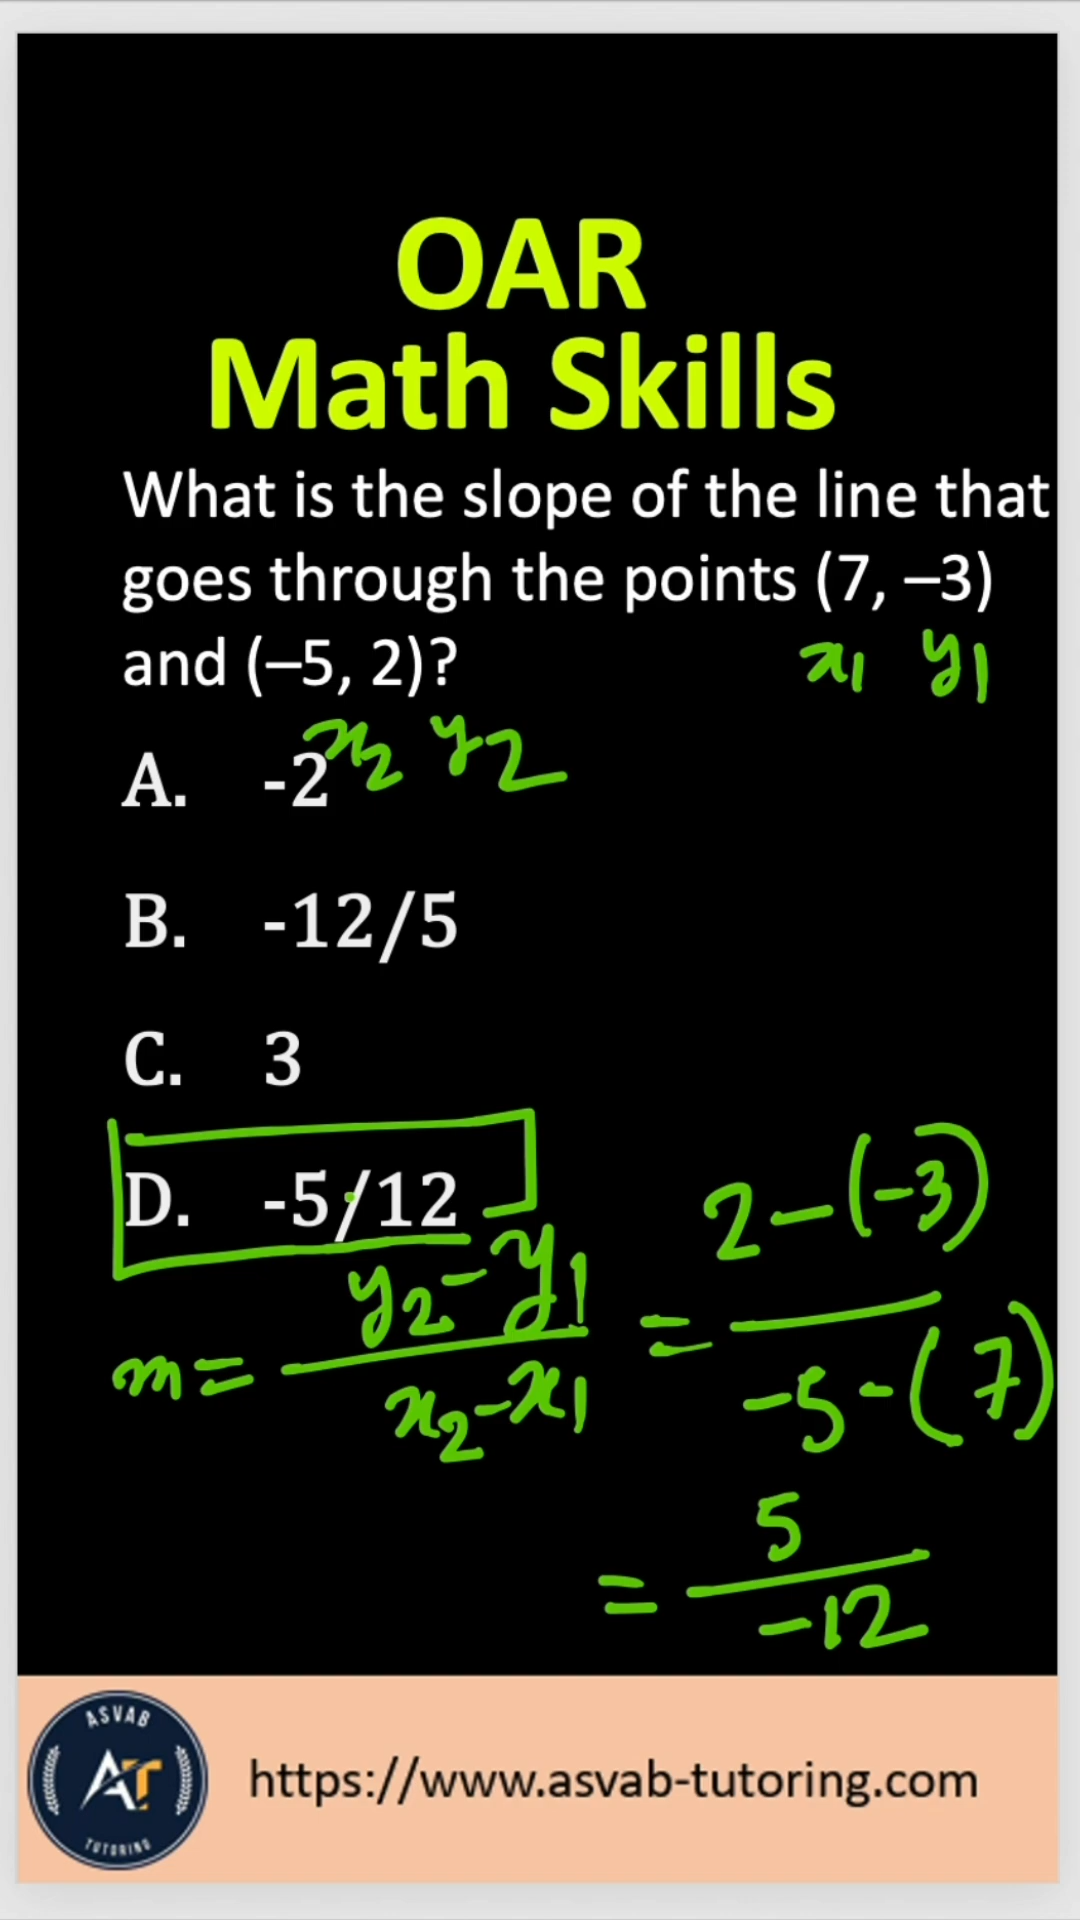 OAR
Math Skills
What is the slope of the line that
goes through the points (7, –3)
x1 y1
and (–5, 2)?
x2 y2
A. -2
B. -12/5
C. 3
D. -5/12
m = y2 - y1 / x2 - x1 = 2 - (-3) / -5 - (7)
= 5 / -12
ASVAB
AT
TUTORING
https://www.asvab-tutoring.com